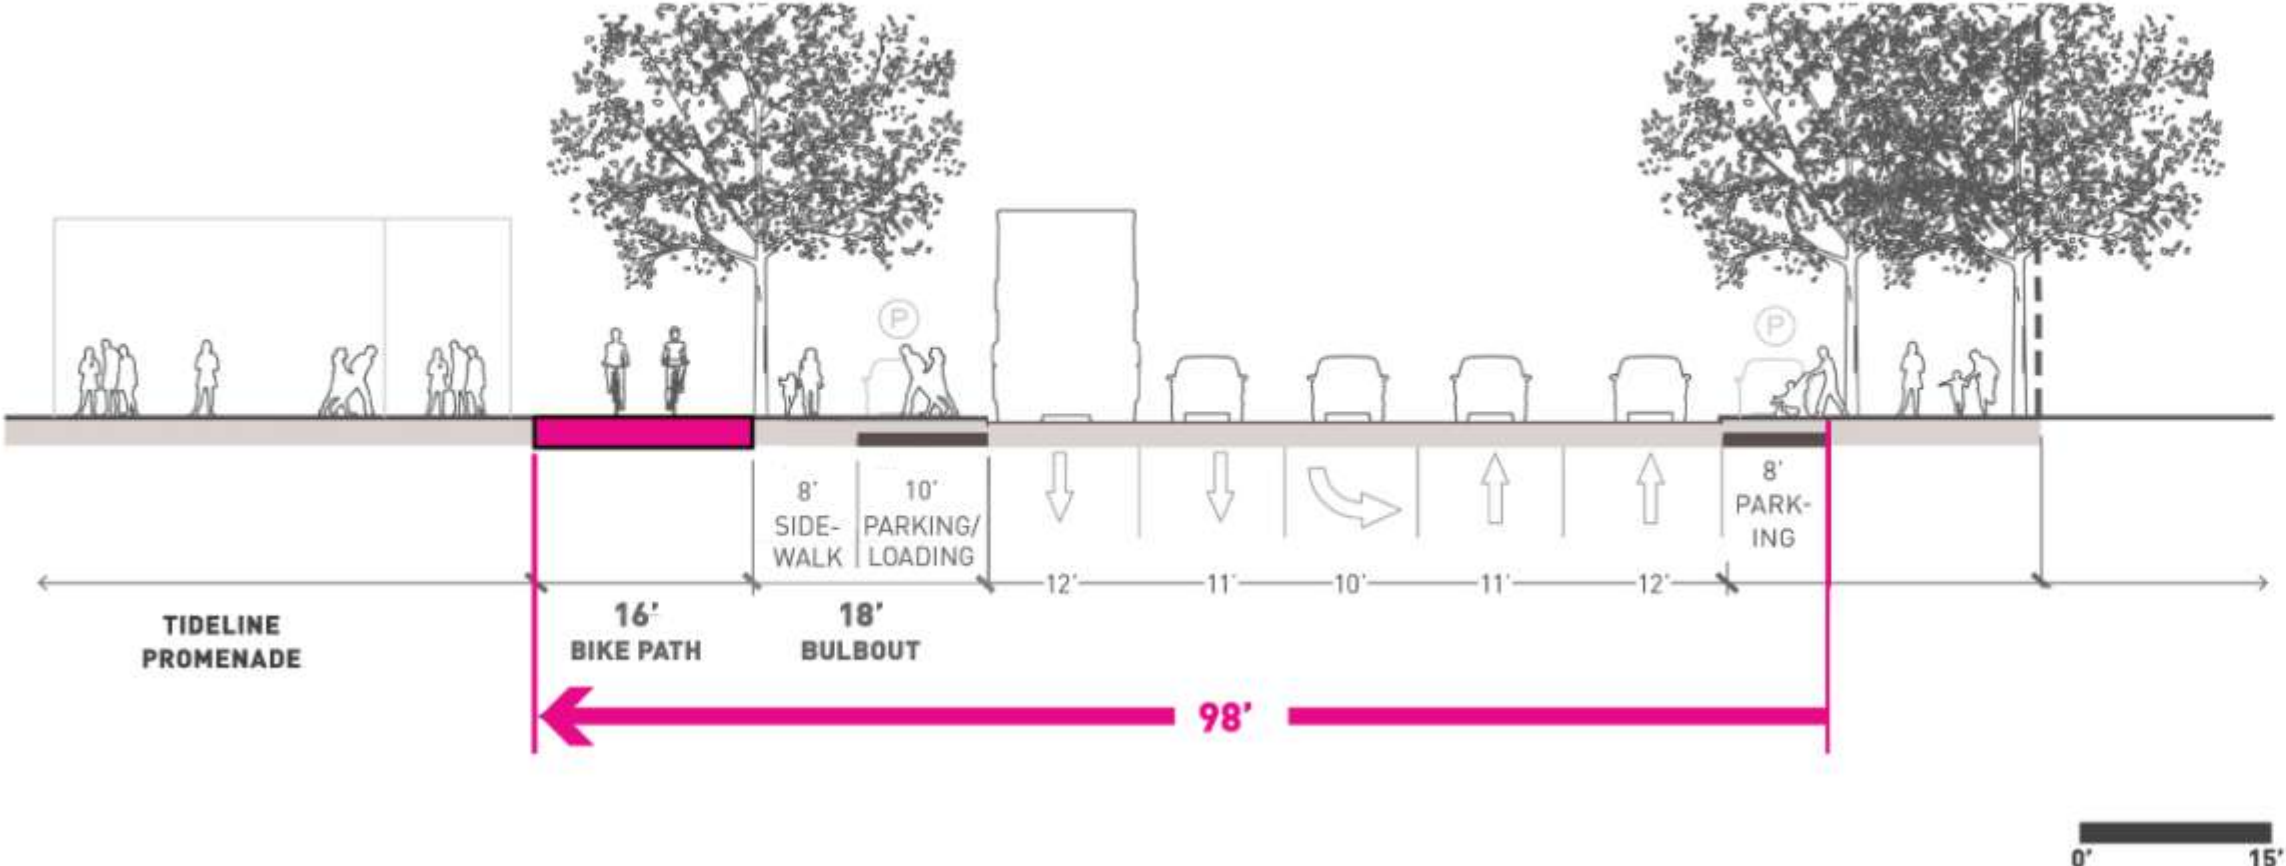 P
P
8'
SIDE-
WALK
10'
PARKING/
LOADING
8'
PARK-
ING
12'
11'
10'
11'
12'
TIDELINE
PROMENADE
16'
BIKE PATH
18'
BULBOUT
98'
0'
15'